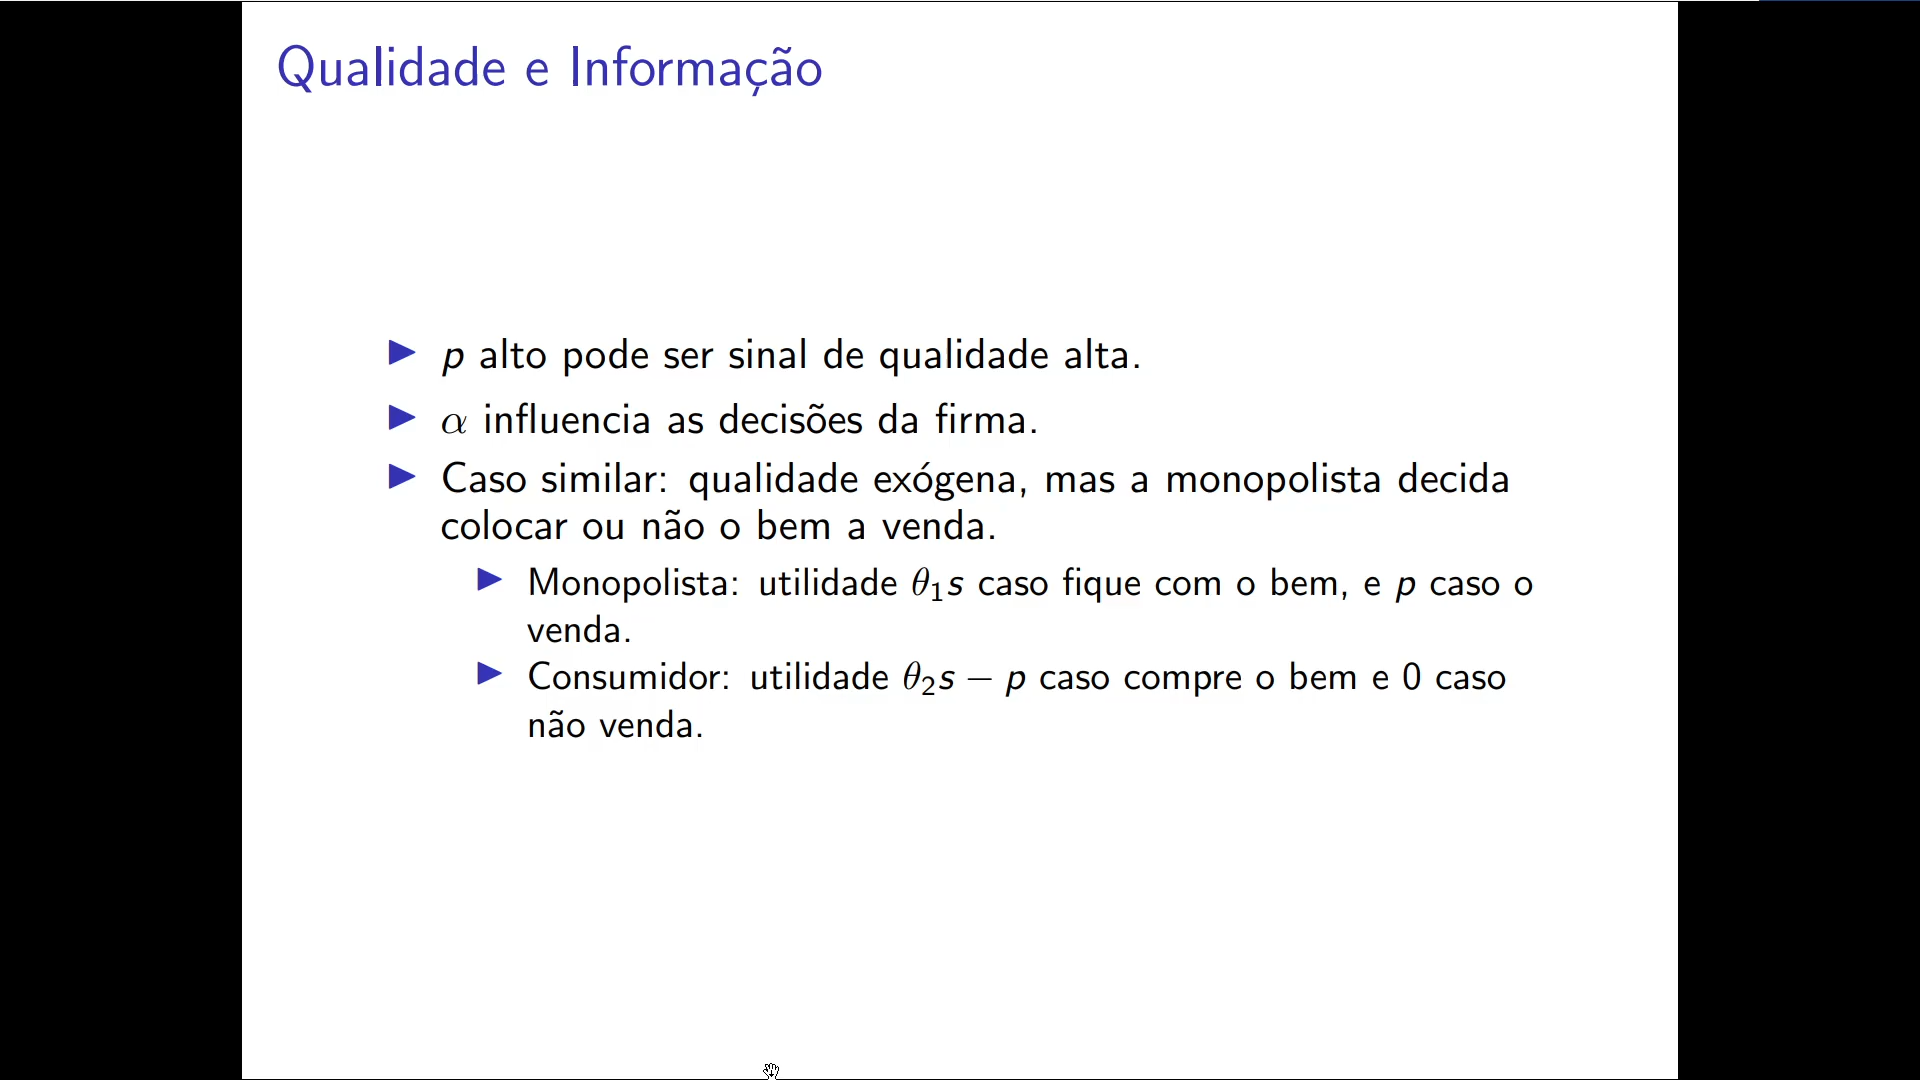 Qualidade e Informação
▶ p alto pode ser sinal de qualidade alta.
▶ α influencia as decisões da firma.
▶ Caso similar: qualidade exógena, mas a monopolista decida
colocar ou não o bem a venda.
▶ Monopolista: utilidade θ₁s caso fique com o bem, e p caso o
venda.
▶ Consumidor: utilidade θ₂s − p caso compre o bem e 0 caso
não venda.